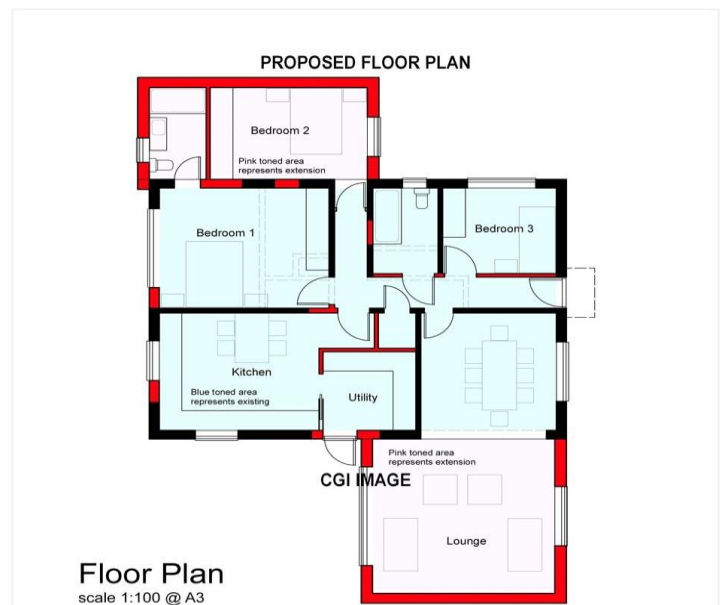 PROPOSED FLOOR PLAN
Bedroom 2
Pink toned area
represents extension
Bedroom 1
Bedroom 3
Kitchen
Blue toned area
represents existing
Utility
Pink toned area
represents extension
CGI IMAGE
Lounge
Floor Plan
scale 1:100 @ A3